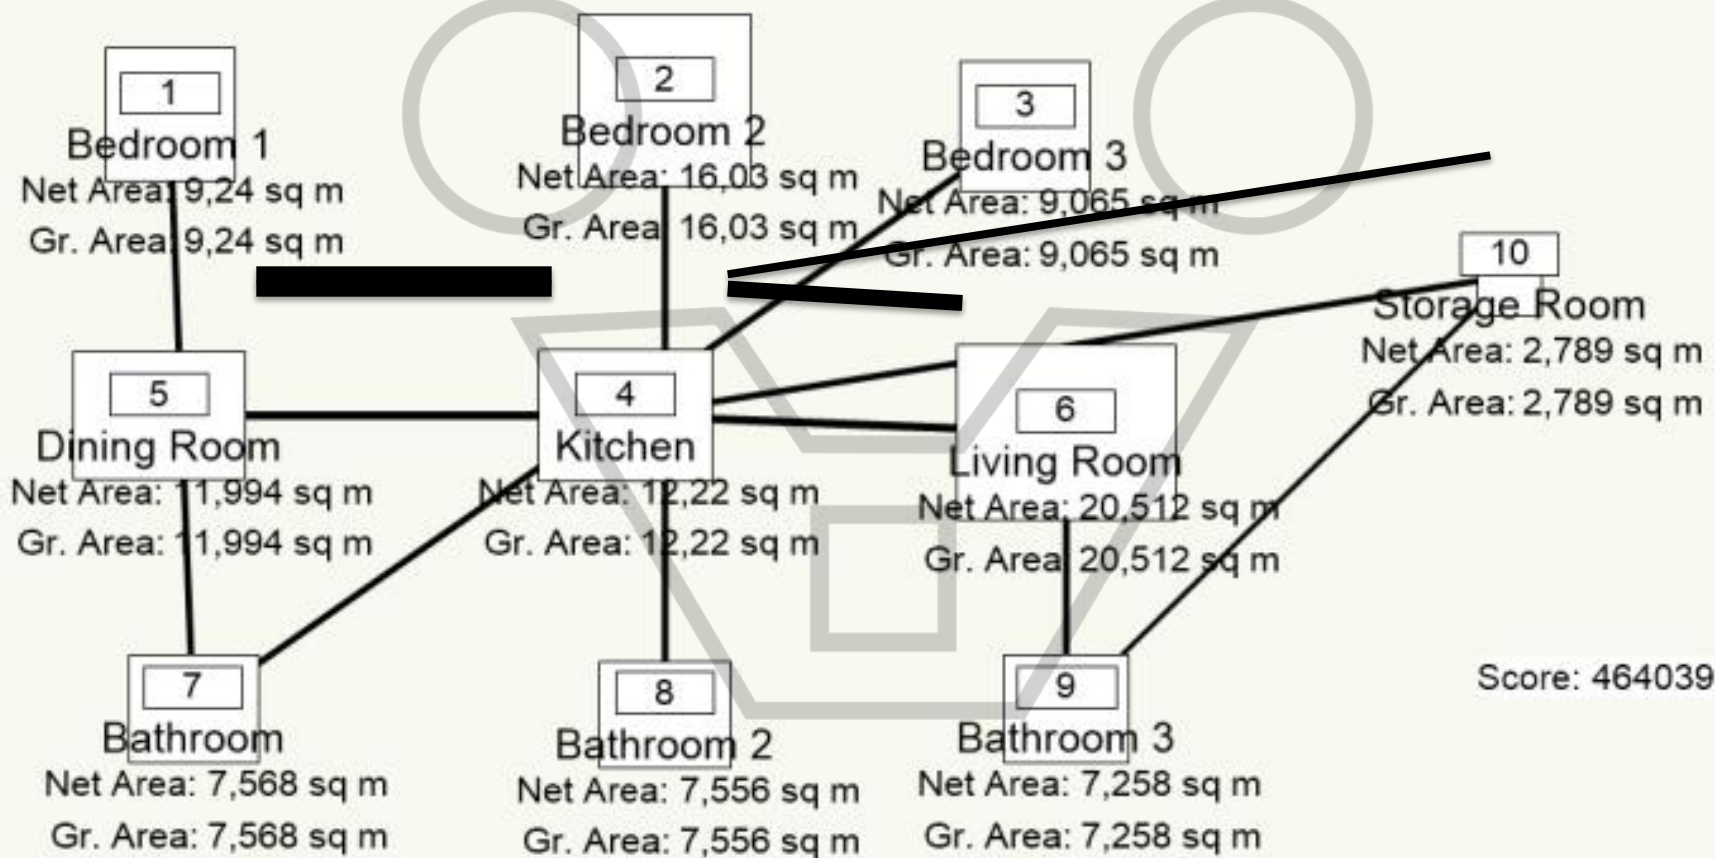 1
Bedroom 1
Net Area: 9,24 sq m
Gr. Area: 9,24 sq m
2
Bedroom 2
Net Area: 16,03 sq m
Gr. Area: 16,03 sq m
3
Bedroom 3
Net Area: 9,065 sq m
Gr. Area: 9,065 sq m
10
Storage Room
Net Area: 2,789 sq m
Gr. Area: 2,789 sq m
5
Dining Room
Net Area: 11,994 sq m
Gr. Area: 11,994 sq m
4
Kitchen
Net Area: 12,22 sq m
Gr. Area: 12,22 sq m
6
Living Room
Net Area: 20,512 sq m
Gr. Area: 20,512 sq m
7
Bathroom
Net Area: 7,568 sq m
Gr. Area: 7,568 sq m
8
Bathroom 2
Net Area: 7,556 sq m
Gr. Area: 7,556 sq m
9
Bathroom 3
Net Area: 7,258 sq m
Gr. Area: 7,258 sq m
Score: 464039